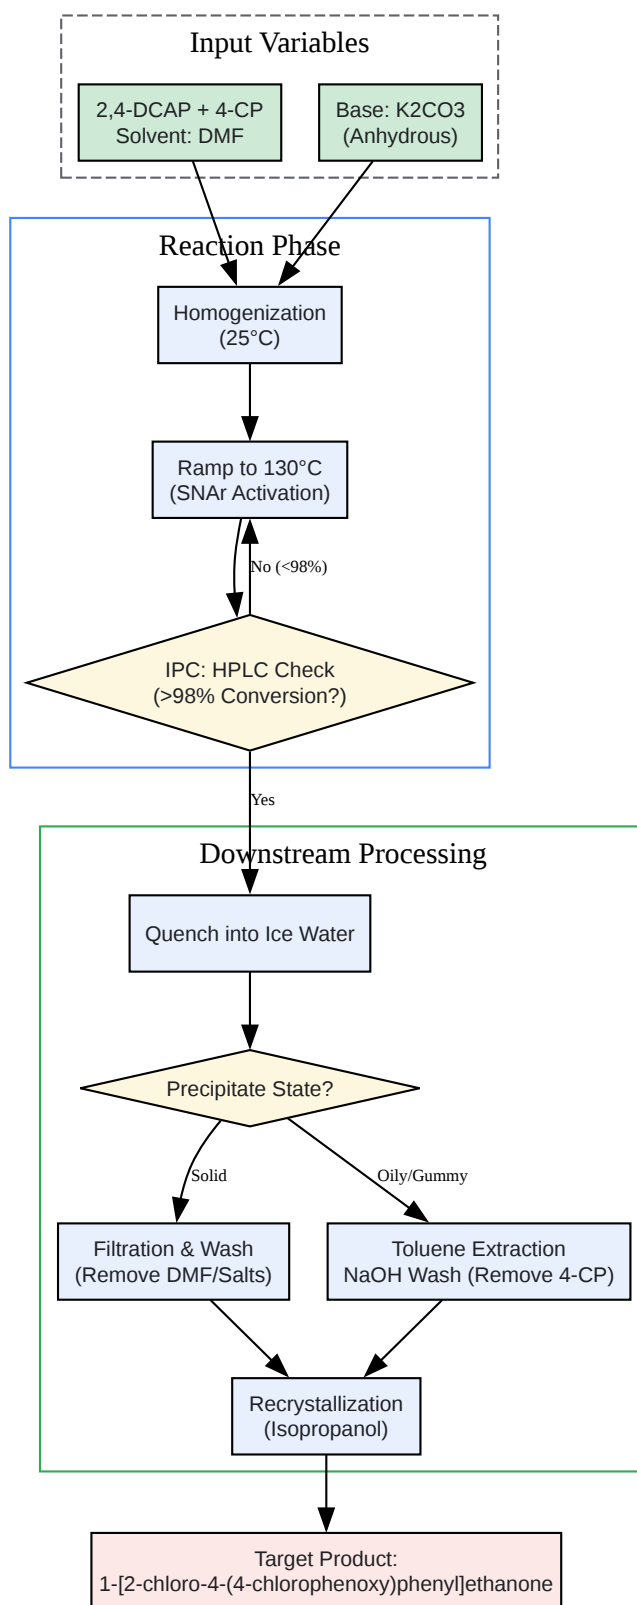 Input Variables
2,4-DCAP + 4-CP
Solvent: DMF
Base: K2CO3
(Anhydrous)
Reaction Phase
Homogenization
(25°C)
Ramp to 130°C
(SNAr Activation)
No (<98%)
IPC: HPLC Check
(>98% Conversion?)
Yes
Downstream Processing
Quench into Ice Water
Precipitate State?
Solid
Oily/Gummy
Filtration & Wash
(Remove DMF/Salts)
Toluene Extraction
NaOH Wash (Remove 4-CP)
Recrystallization
(Isopropanol)
Target Product:
1-[2-chloro-4-(4-chlorophenoxy)phenyl]ethanone